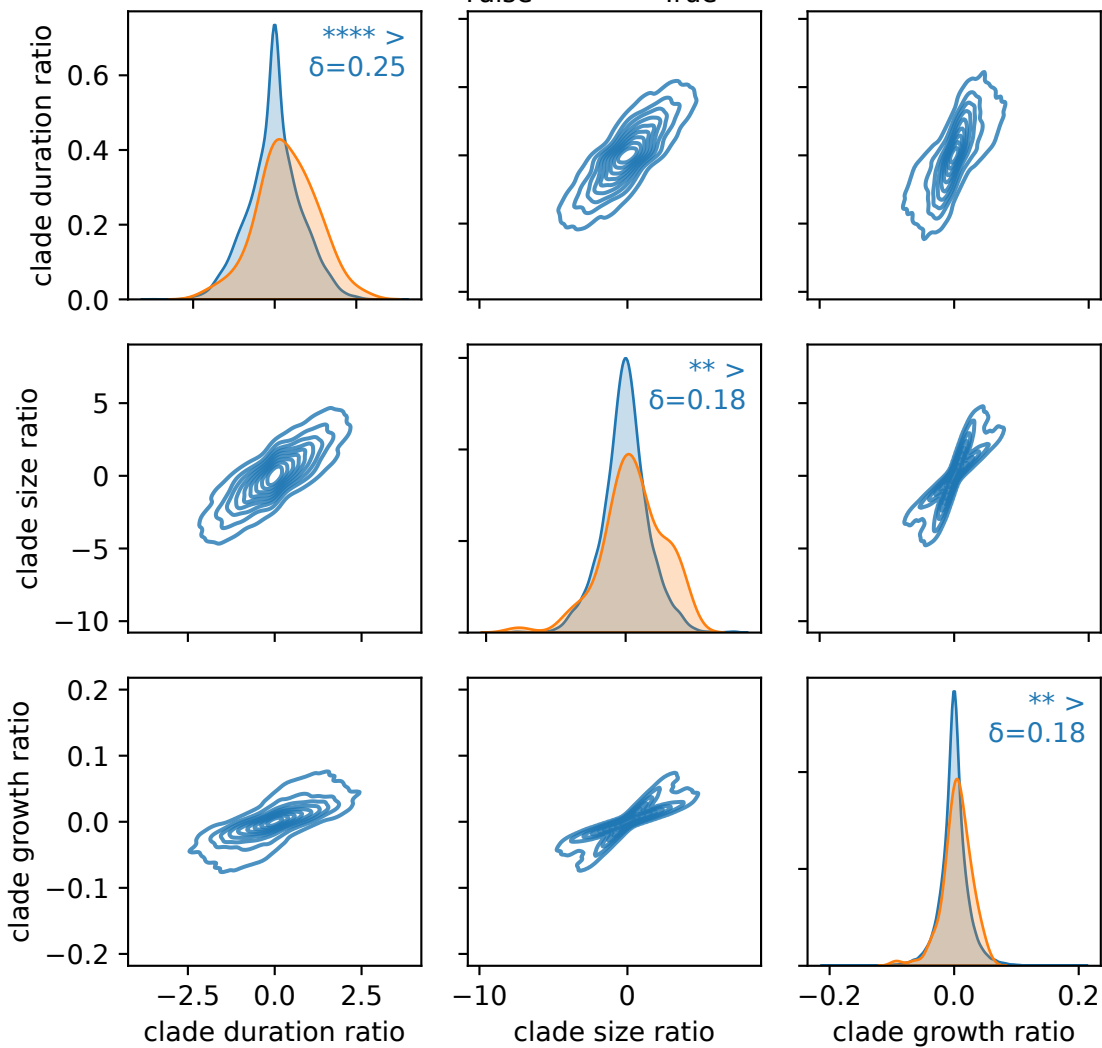 clade duration ratio
0.6
0.4
0.2
0.0
**** >
δ=0.25
clade size ratio
5
0
−5
−10
** >
δ=0.18
clade growth ratio
0.2
0.1
0.0
−0.1
−0.2
** >
δ=0.18
−2.5 0.0 2.5
−10 0
−0.2 0.0 0.2
clade duration ratio
clade size ratio
clade growth ratio